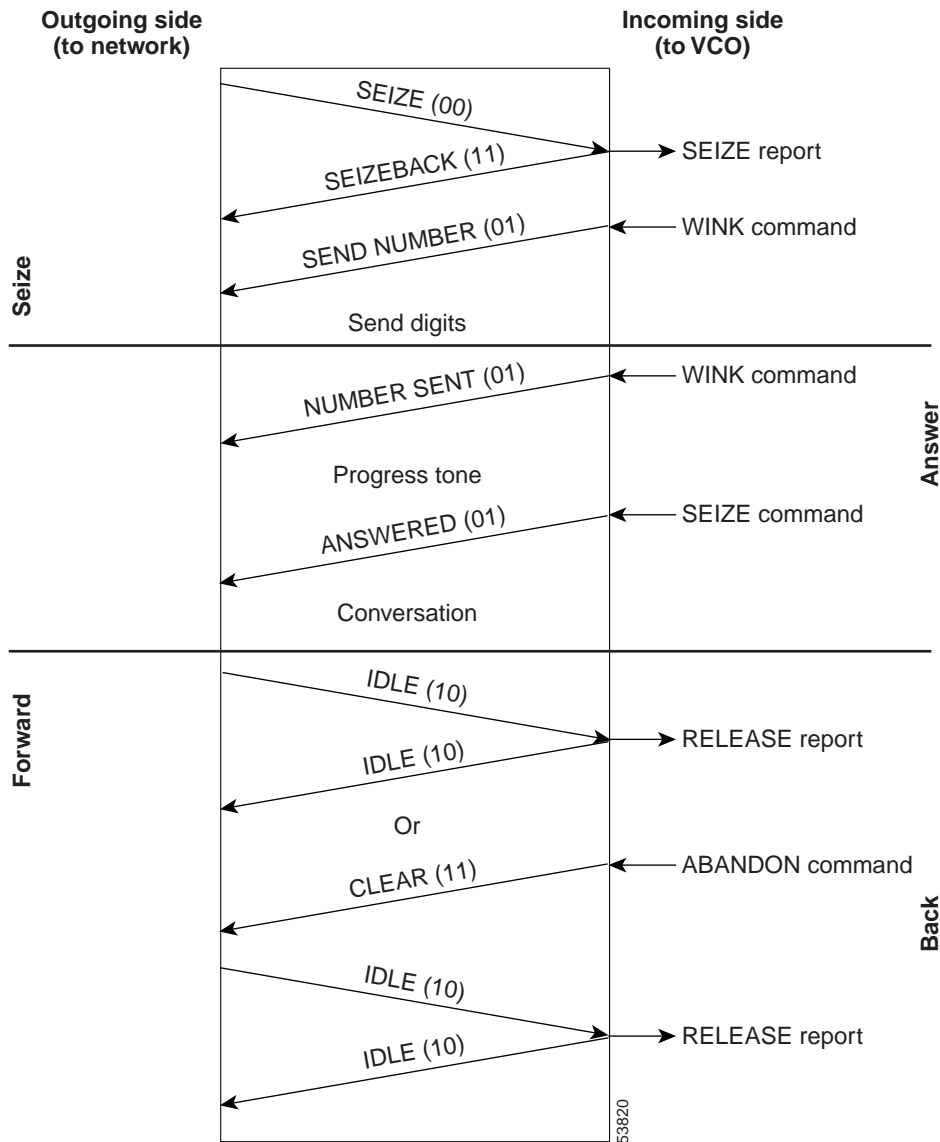 Outgoing side
(to network)
Incoming side
(to VCO)
SEIZE (00)
SEIZE report
SEIZEBACK (11)
WINK command
SEND NUMBER (01)
Seize
Send digits
WINK command
NUMBER SENT (01)
Answer
Progress tone
SEIZE command
ANSWERED (01)
Conversation
IDLE (10)
Forward
RELEASE report
IDLE (10)
Or
ABANDON command
CLEAR (11)
Back
IDLE (10)
RELEASE report
IDLE (10)
53820